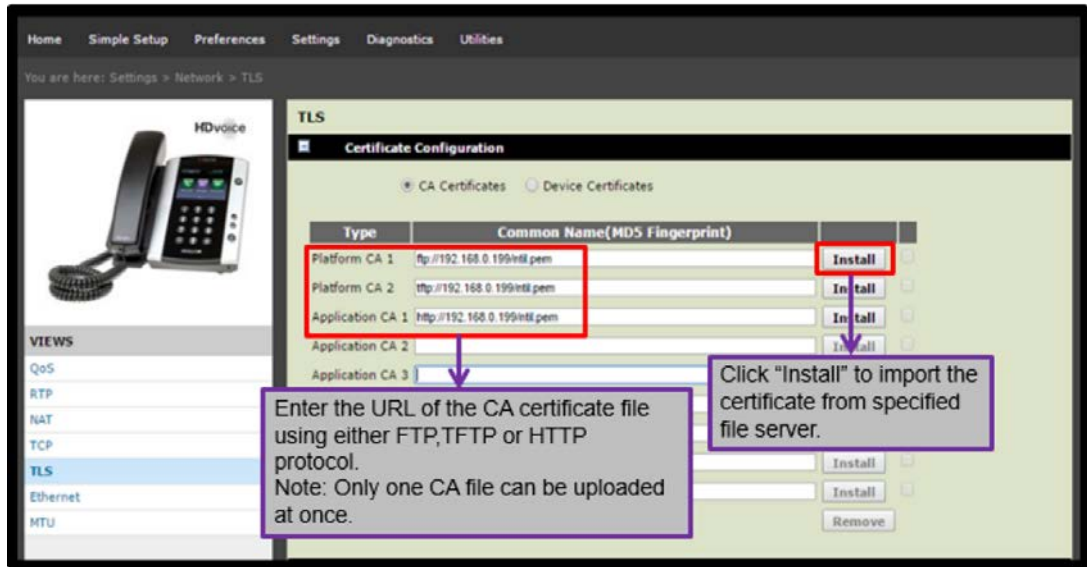 Home Simple Setup Preferences Settings Diagnostics Utilities
You are here: Settings > Network > TLS
HDvoice
TLS
Certificate Configuration
CA Certificates Device Certificates
Type Common Name(MD5 Fingerprint)
Platform CA 1 ftp://192.168.0.199/ntil.pem Install
Platform CA 2 tftp://192.168.0.199/ntil.pem Install
Application CA 1 http://192.168.0.199/ntil.pem Install
Application CA 2 Install
Application CA 3
VIEWS
QoS
RTP
NAT
TCP
TLS
Ethernet
MTU
Enter the URL of the CA certificate file
using either FTP,TFTP or HTTP
protocol.
Note: Only one CA file can be uploaded
at once.
Click “Install” to import the
certificate from specified
file server.
Install
Install
Remove